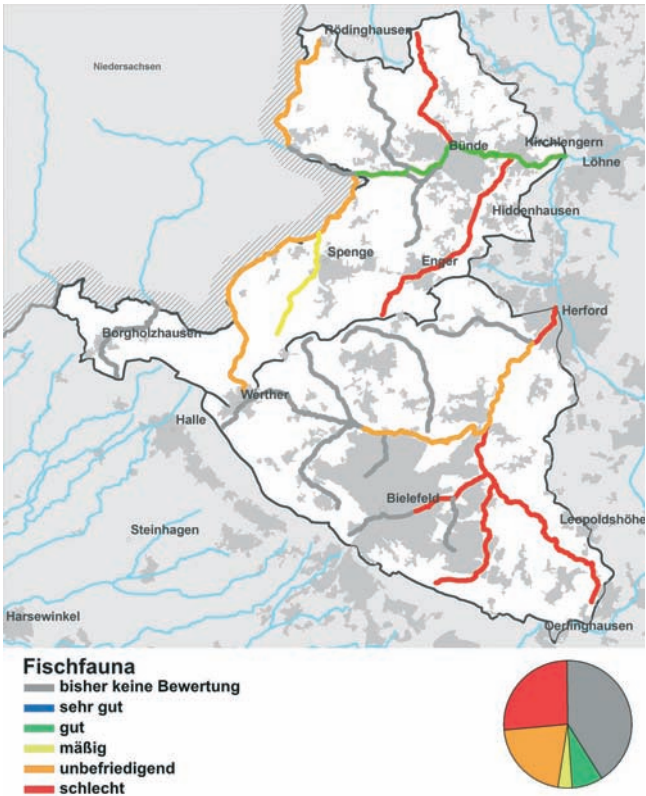 Rödinghausen
Niedersachsen
Bünde
Kirchlengern
Löhne
Hiddenhausen
Spenge
Enger
Herford
Borgholzhausen
Werther
Halle
Bielefeld
Leopoldshöhe
Steinhagen
Harsewinkel
Oerlinghausen
Fischfauna
bisher keine Bewertung
sehr gut
gut
mäßig
unbefriedigend
schlecht